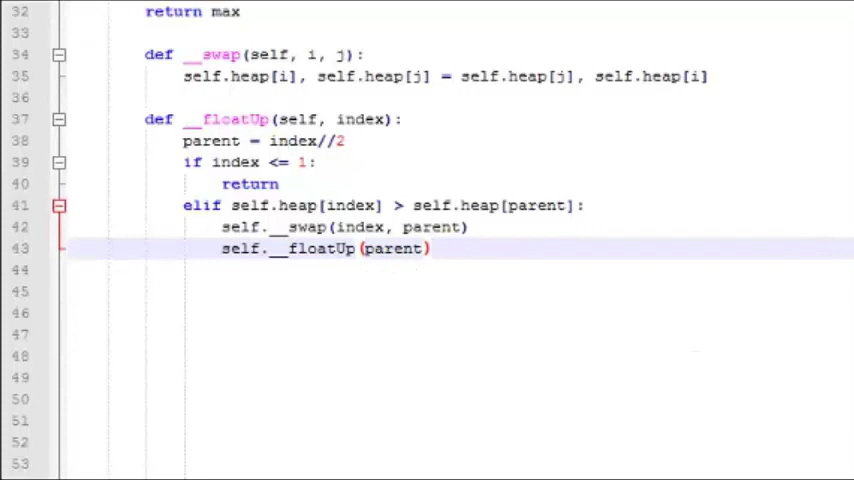 32 return max
33
34 def __swap(self, i, j):
35 self.heap[i], self.heap[j] = self.heap[j], self.heap[i]
36
37 def __floatUp(self, index):
38 parent = index//2
39 if index <= 1:
40 return
41 elif self.heap[index] > self.heap[parent]:
42 self.__swap(index, parent)
43 self.__floatUp(parent)
44
45
46
47
48
49
50
51
52
53